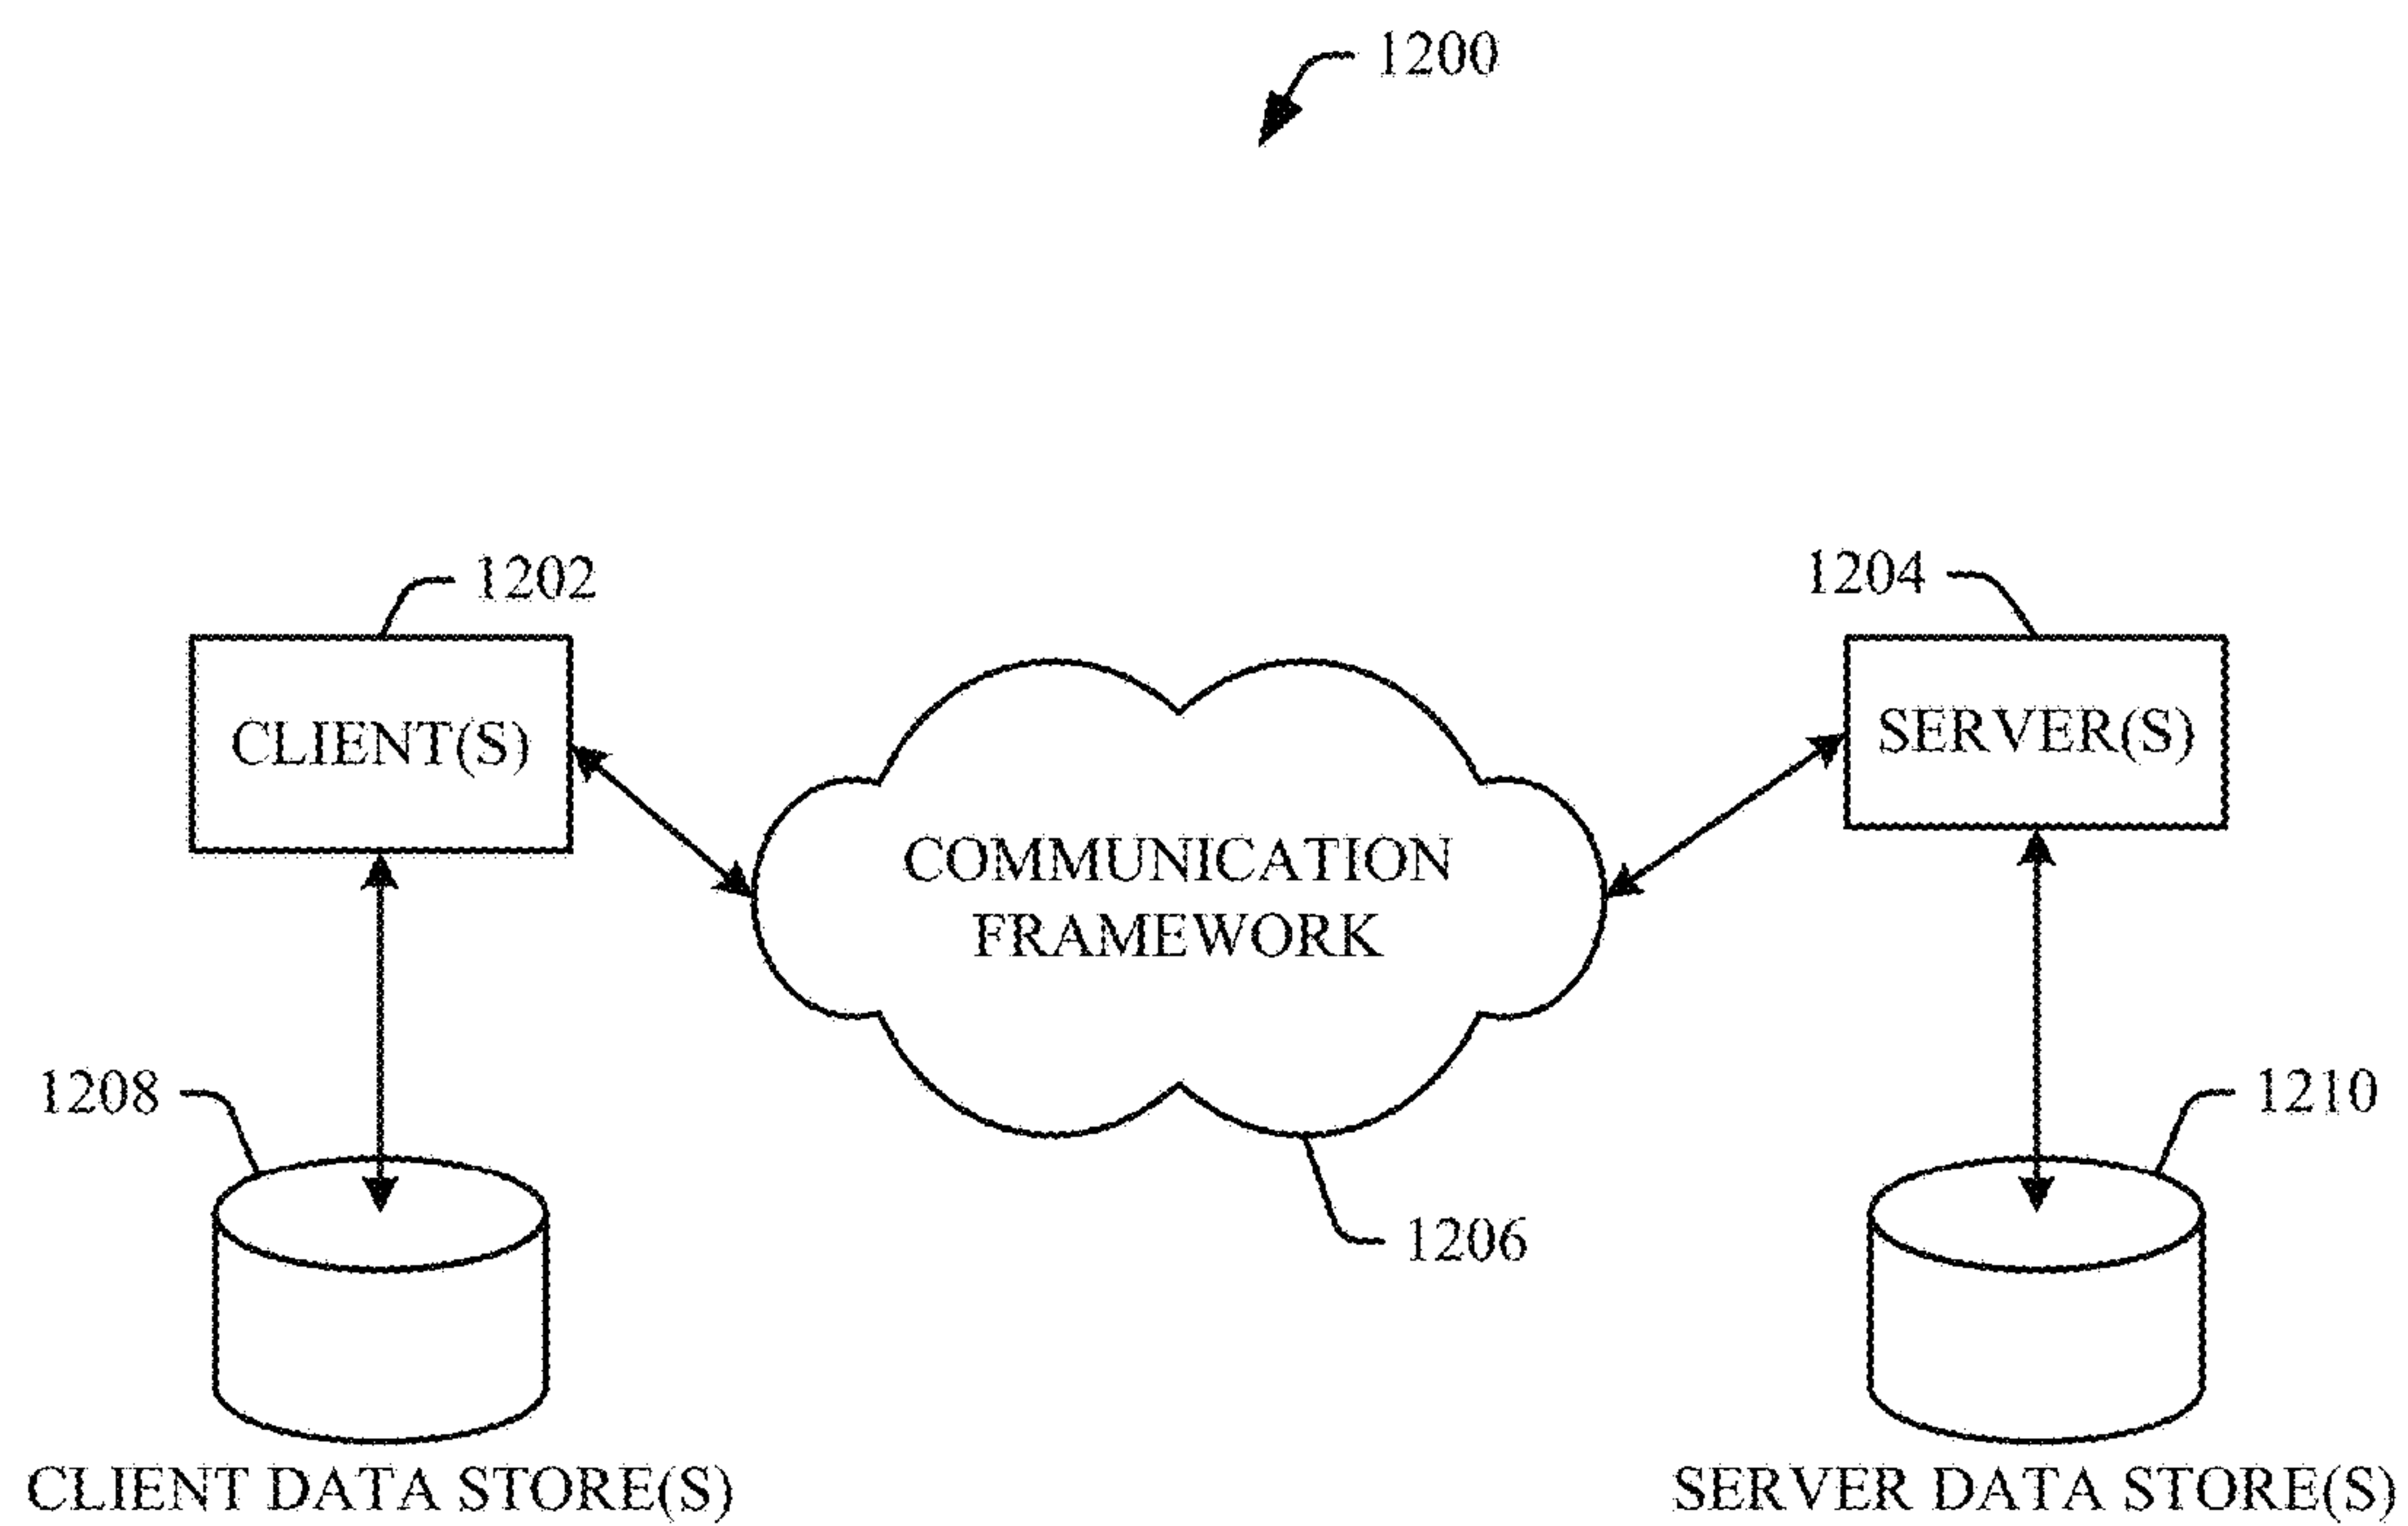 1200
1202
1204
CLIENT(S)
SERVER(S)
COMMUNICATION
FRAMEWORK
1208
1210
1206
CLIENT DATA STORE(S)
SERVER DATA STORE(S)